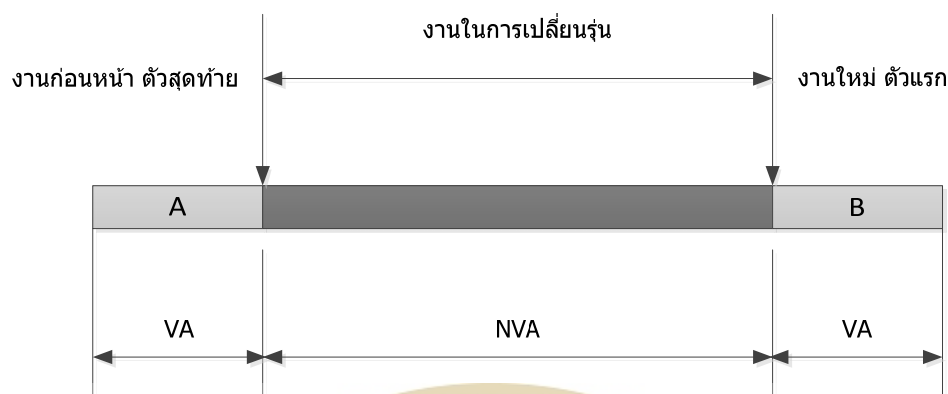 งานในการเปลี่ยนรุ่น
งานก่อนหน้า ตัวสุดท้าย
งานใหม่ ตัวแรก
A
B
VA
NVA
VA